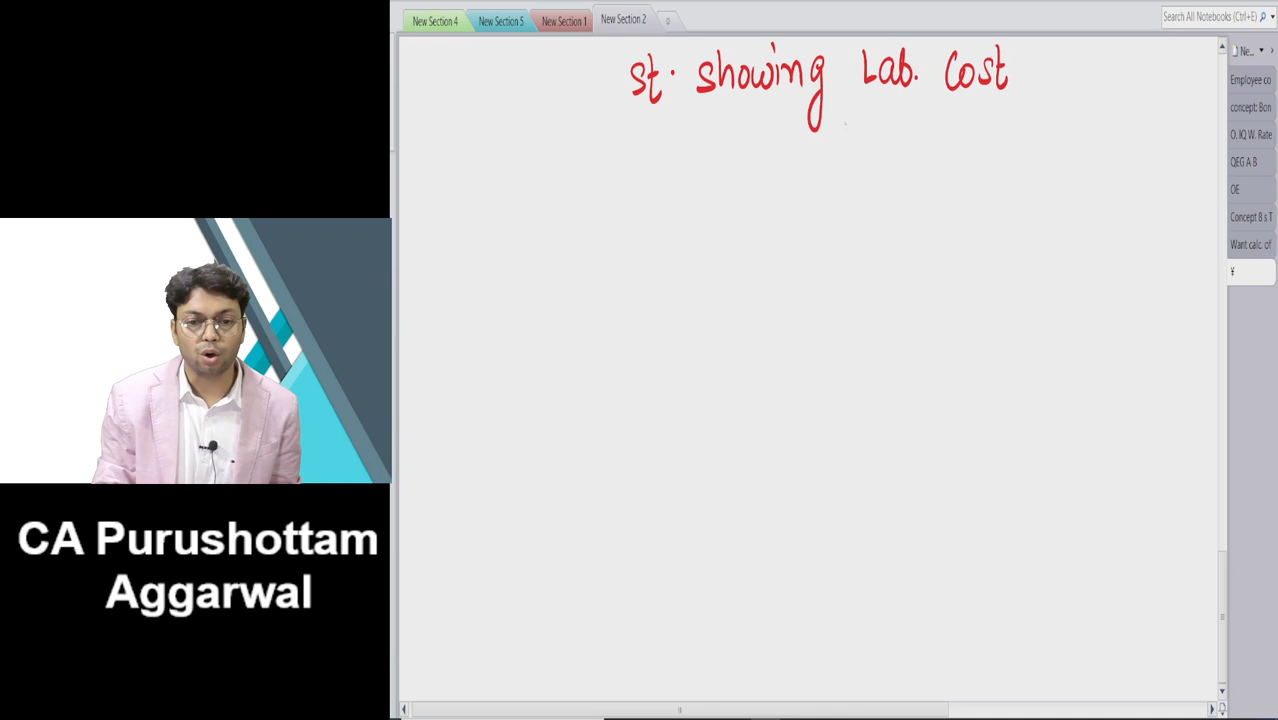 New Section 4
New Section 5
New Section 1
New Section 2
Search All Notebooks (Ctrl+E)
St. Showing Lab. Cost
Ne...
Employee co
concept: Bon
O. IQ W. Rate
QEG A B
OE
Concept 8 s T
Want calc. of
¥
CA Purushottam
Aggarwal